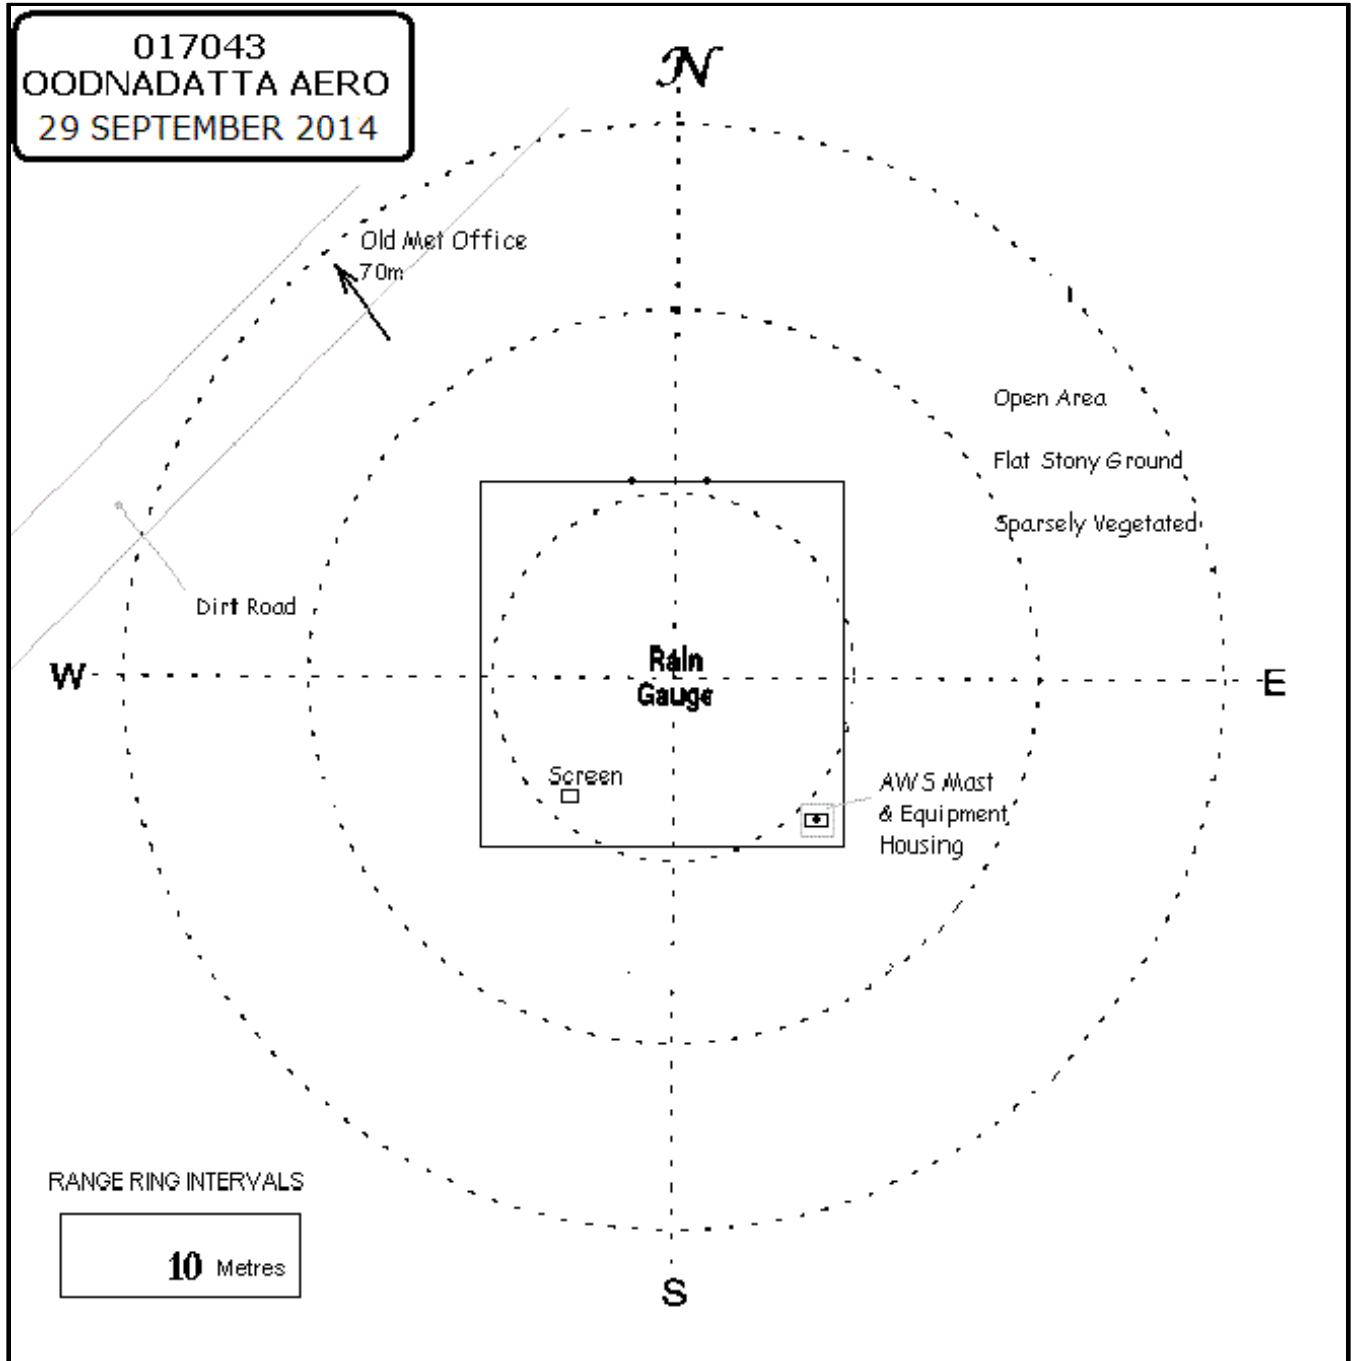 017043
OODNADATTA AERO
29 SEPTEMBER 2014
N
Old Met Office
70m
Open Area
Flat Stony Ground
Sparsely Vegetated
Dirt Road
W
Rain
Gauge
E
Screen
AWS Mast
& Equipment
Housing
RANGE RING INTERVALS
10 Metres
S